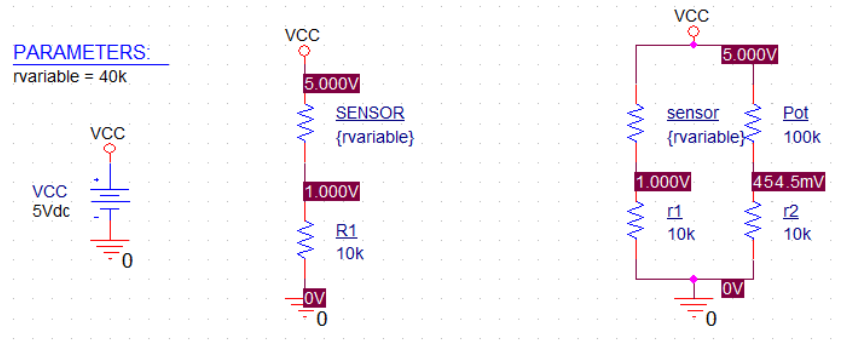 PARAMETERS:
rvariable = 40k
VCC
VCC
5Vdc
0
VCC
5.000V
SENSOR
{rvariable}
1.000V
R1
10k
0V
0
VCC
5.000V
sensor
{rvariable}
Pot
100k
1.000V
454.5mV
r1
10k
r2
10k
0V
0